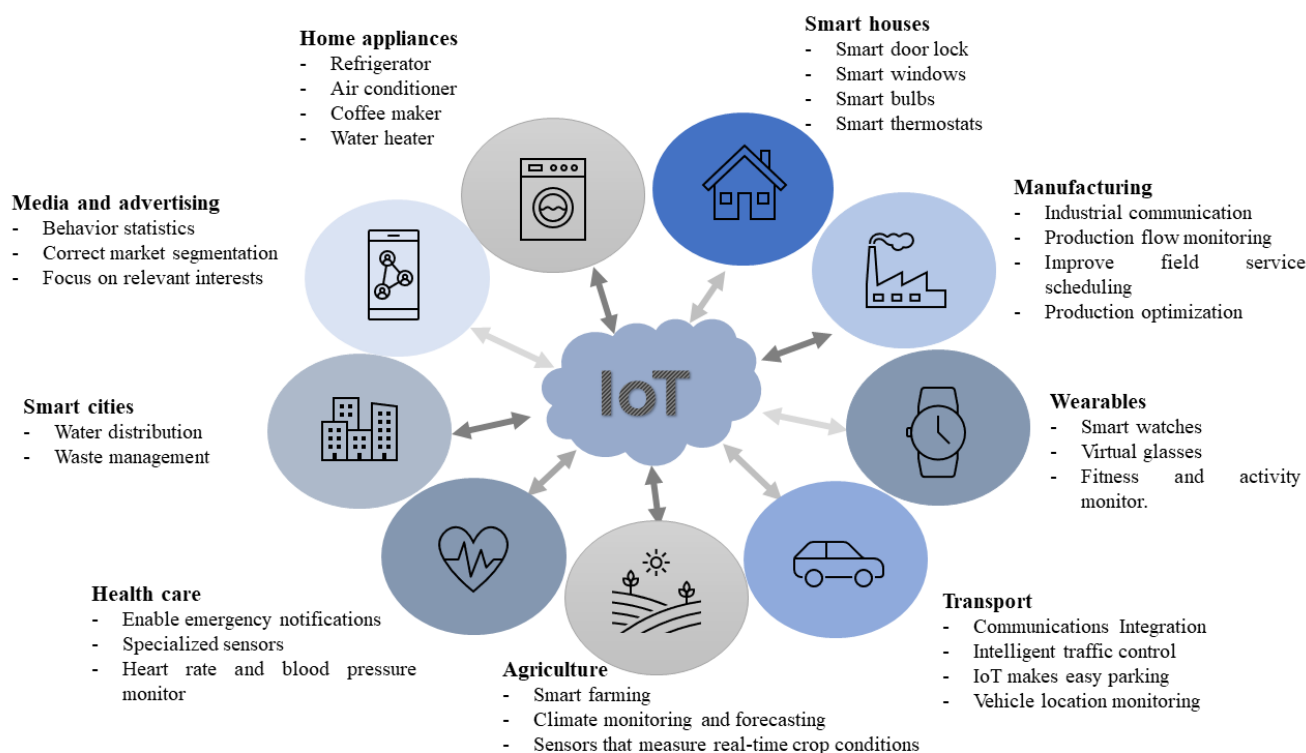 Home appliances
- Refrigerator
- Air conditioner
- Coffee maker
- Water heater
Smart houses
- Smart door lock
- Smart windows
- Smart bulbs
- Smart thermostats
Media and advertising
- Behavior statistics
- Correct market segmentation
- Focus on relevant interests
Manufacturing
- Industrial communication
- Production flow monitoring
- Improve field service
scheduling
- Production optimization
IoT
Smart cities
- Water distribution
- Waste management
Wearables
- Smart watches
- Virtual glasses
- Fitness and activity
monitor.
Health care
- Enable emergency notifications
- Specialized sensors
- Heart rate and blood pressure
monitor
Agriculture
- Smart farming
- Climate monitoring and forecasting
- Sensors that measure real-time crop conditions
Transport
- Communications Integration
- Intelligent traffic control
- IoT makes easy parking
- Vehicle location monitoring